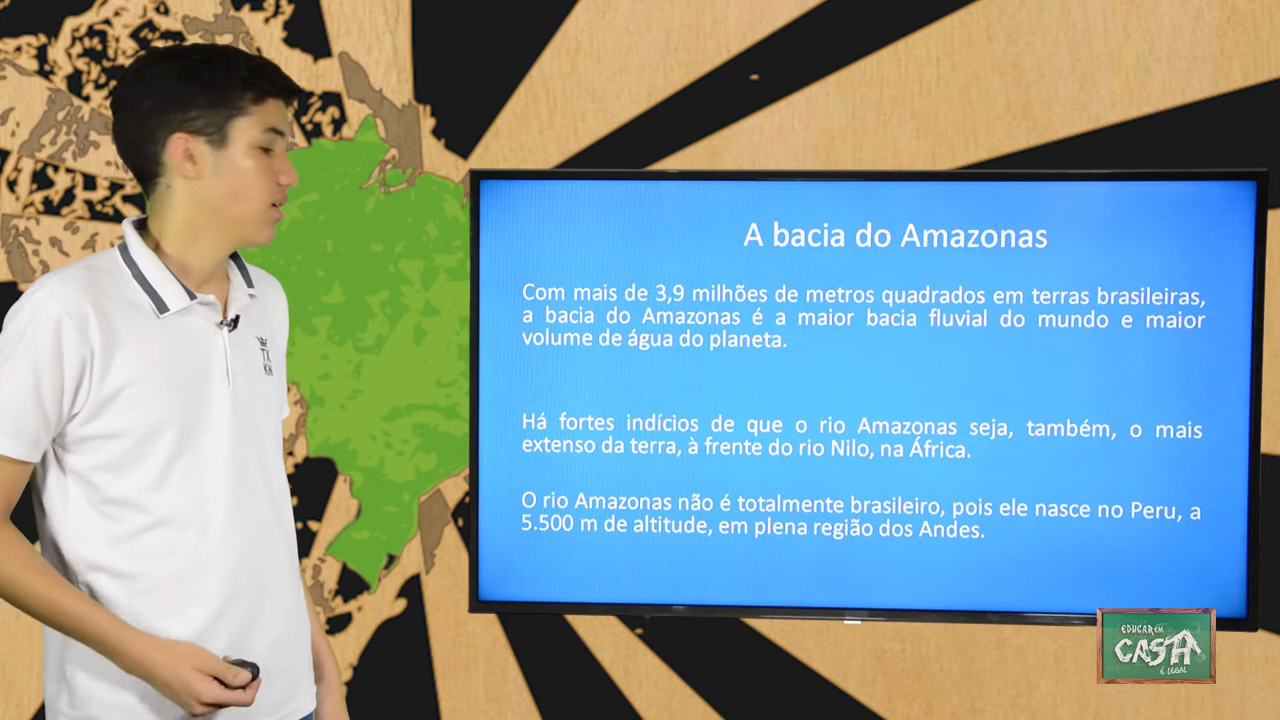 A bacia do Amazonas
Com mais de 3,9 milhões de metros quadrados em terras brasileiras,
a bacia do Amazonas é a maior bacia fluvial do mundo e maior
volume de água do planeta.
Há fortes indícios de que o rio Amazonas seja, também, o mais
extenso da terra, à frente do rio Nilo, na África.
O rio Amazonas não é totalmente brasileiro, pois ele nasce no Peru, a
5.500 m de altitude, em plena região dos Andes.
TK
KN
EDUCAR EM
CASA
É LEGAL